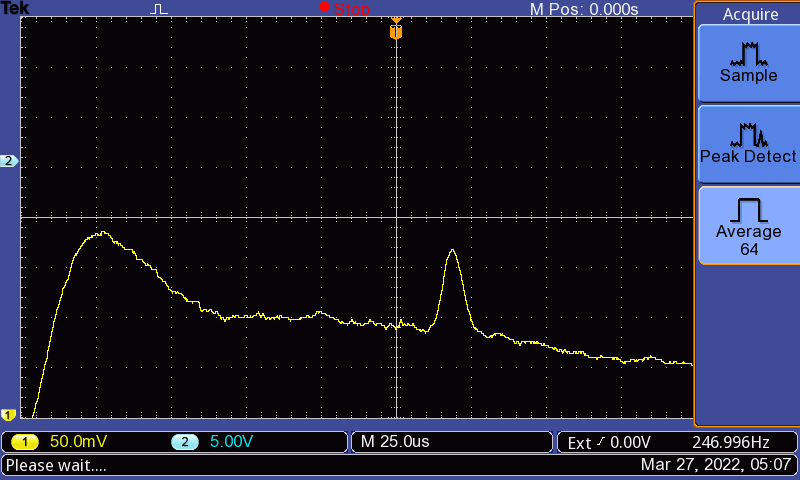 Tek
Stop
M Pos: 0.000s
T
Acquire
Sample
2
Peak Detect
Average
64
1
1 50.0mV 2 5.00V M 25.0us Ext 0.00V 246.996Hz
Please wait.... Mar 27, 2022, 05:07